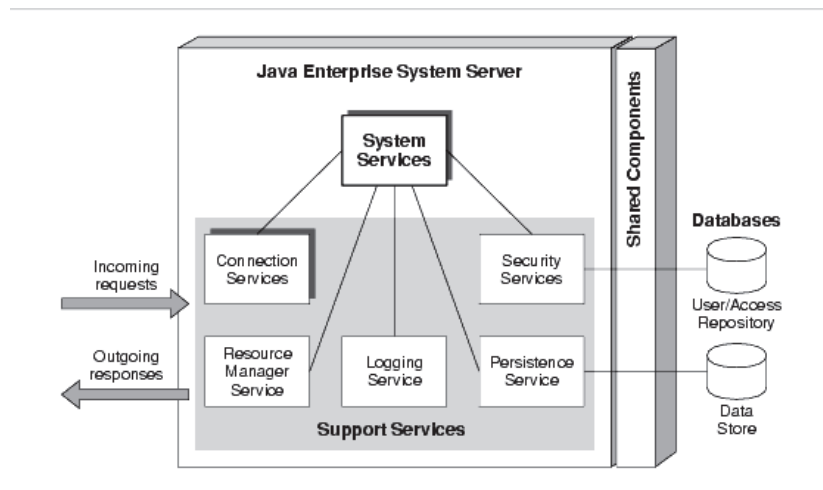 Java Enterprise System Server
Shared Components
System
Services
Databases
Connection
Services
Security
Services
Incoming
requests
User/Access
Repository
Outgoing
responses
Resource
Manager
Service
Logging
Service
Persistence
Service
Data
Store
Support Services